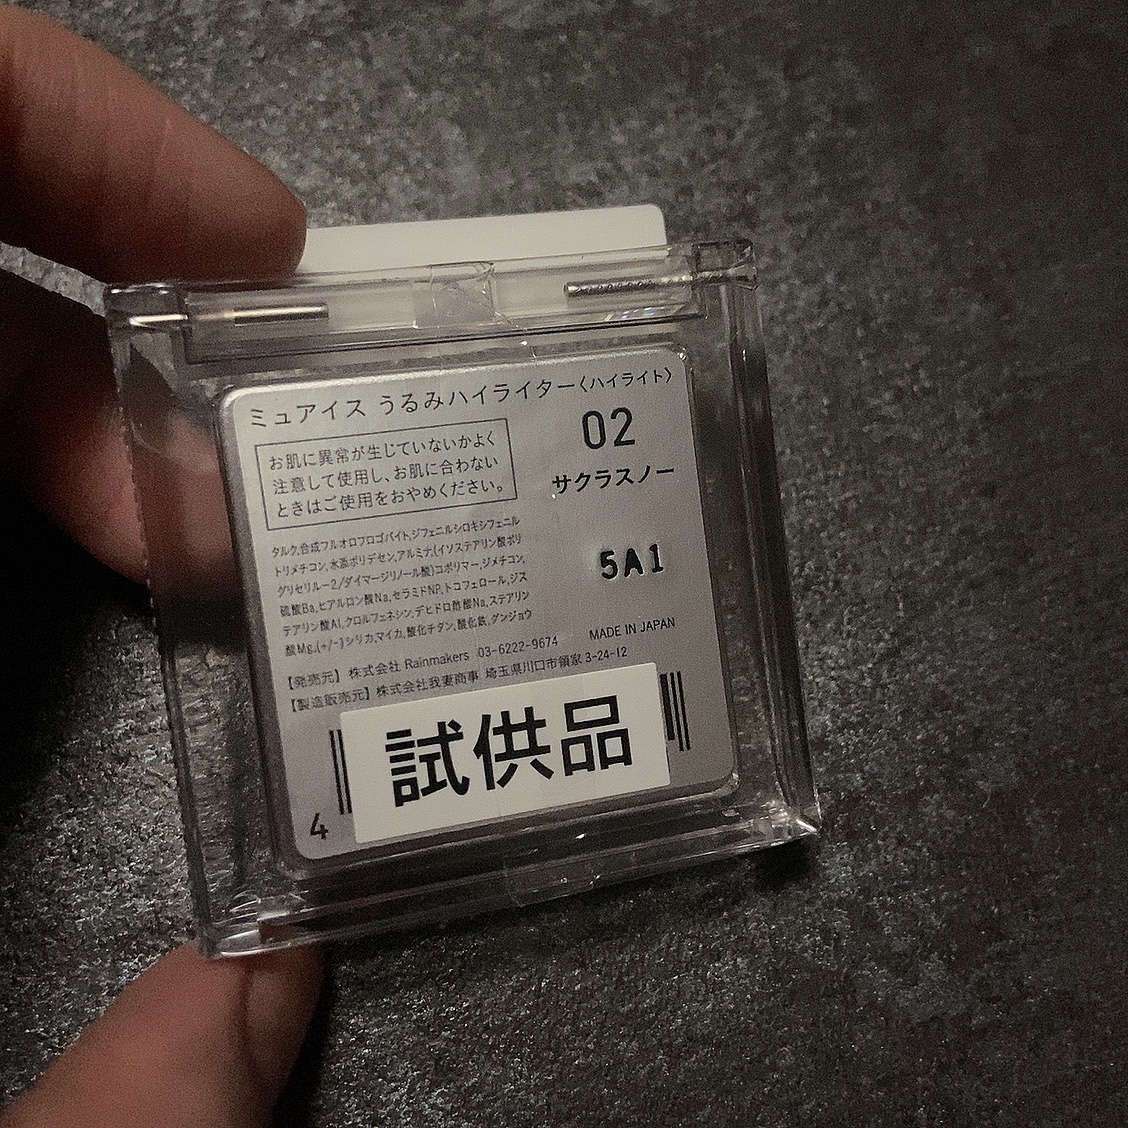 ミュアイス うるみハイライター〈ハイライト〉
02
サクラスノー
お肌に異常が生じていないかよく
注意して使用し、お肌に合わない
ときはご使用をおやめください。
タルク,合成フルオロフロゴパイト,ジフェニルシロキシフェニル
トリメチコン,水添ポリデセン,アルミナ,(イソステアリン酸ポリ
グリセリル－2/ダイマージリノール酸)コポリマー,ジメチコン,
硫酸Ba,ヒアルロン酸Na,セラミドNP,トコフェロール,ジス
テアリン酸Al,クロルフェネシン,デヒドロ酢酸Na,ステアリン
酸Mg,(+/-)シリカ,マイカ,酸化チタン,酸化鉄,グンジョウ
5A1
MADE IN JAPAN
【発売元】株式会社 Rainmakers 03-6222-9674
【製造販売元】株式会社我妻商事 埼玉県川口市領家 3-24-12
試供品
4